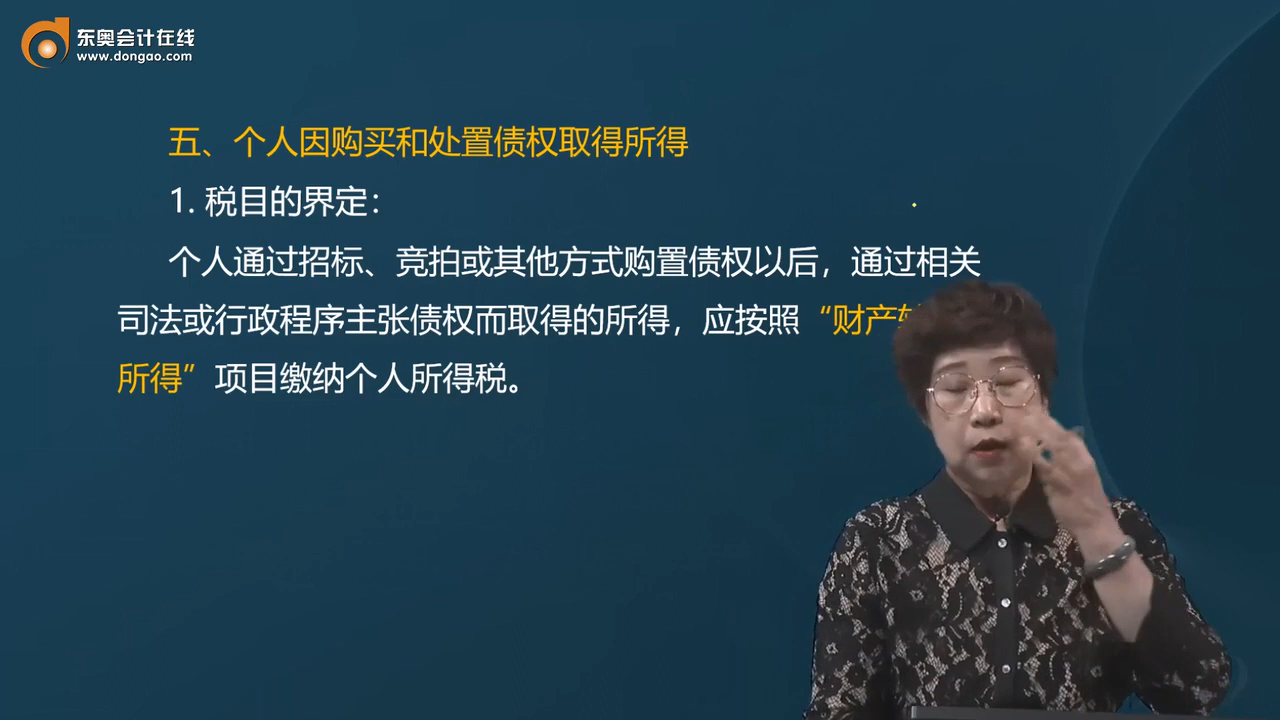 东奥会计在线
www.dongao.com
五、个人因购买和处置债权取得所得
1. 税目的界定：
个人通过招标、竞拍或其他方式购置债权以后，通过相关
司法或行政程序主张债权而取得的所得，应按照“财产
所得”项目缴纳个人所得税。